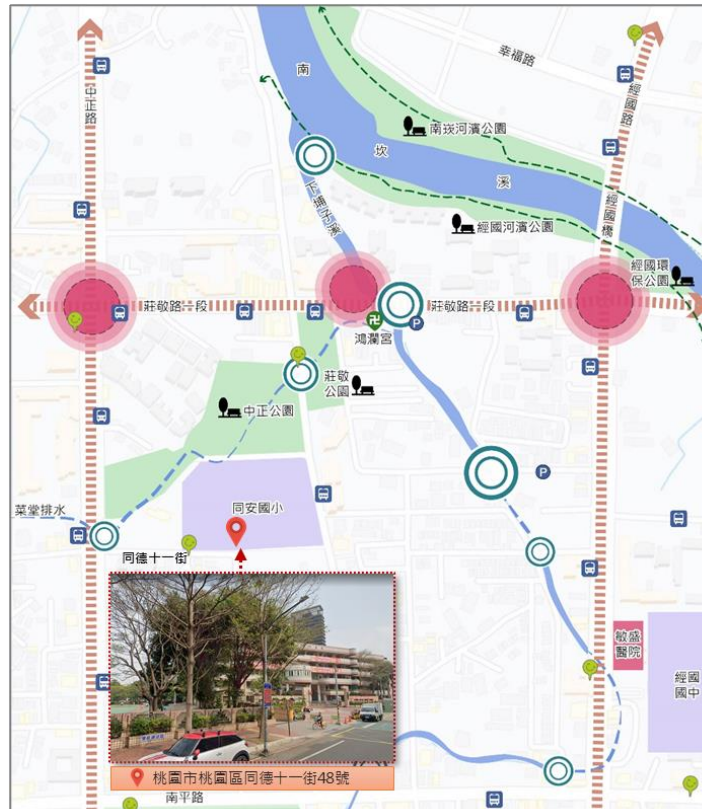 幸福路
南
中正路
經國路
南崁河濱公園
坎
溪
下埔子溪
經國橋
經國河濱公園
經國環
保公園
莊敬路一段
莊敬路一段
P
鴻瀾宮
莊敬
公園
中正公園
P
同安國小
菜堂排水
同德十一街
敏盛
醫院
經國
國中
桃園市桃園區同德十一街48號
南平路